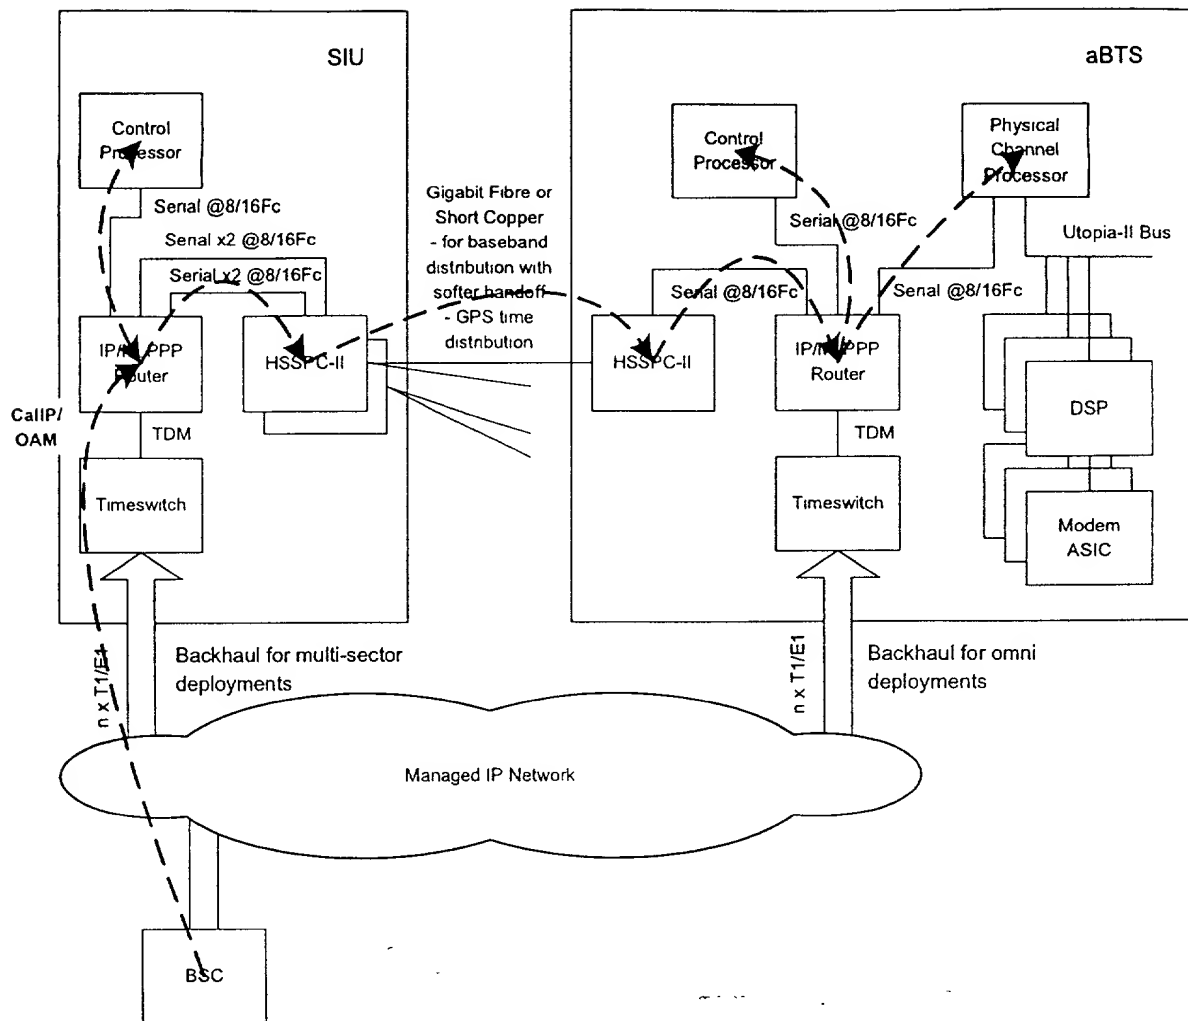 SIU
aBTS
Control
Processor
Control
Processor
Physical
Channel
Processor
Serial @8/16Fc
Serial x2 @8/16Fc
Serial x2 @8/16Fc
Gigabit Fibre or
Short Copper
- for baseband
distribution with
softer handoff
- GPS time
distribution
Serial @8/16Fc
Serial @8/16Fc
Serial @8/16Fc
Utopia-II Bus
Router
HSSPC-II
HSSPC-II
Router
DSP
CallP/
OAM
TDM
TDM
Timeswitch
Timeswitch
Modem
ASIC
n x T1/E1
Backhaul for multi-sector
deployments
n x T1/E1
Backhaul for omni
deployments
Managed IP Network
BSC